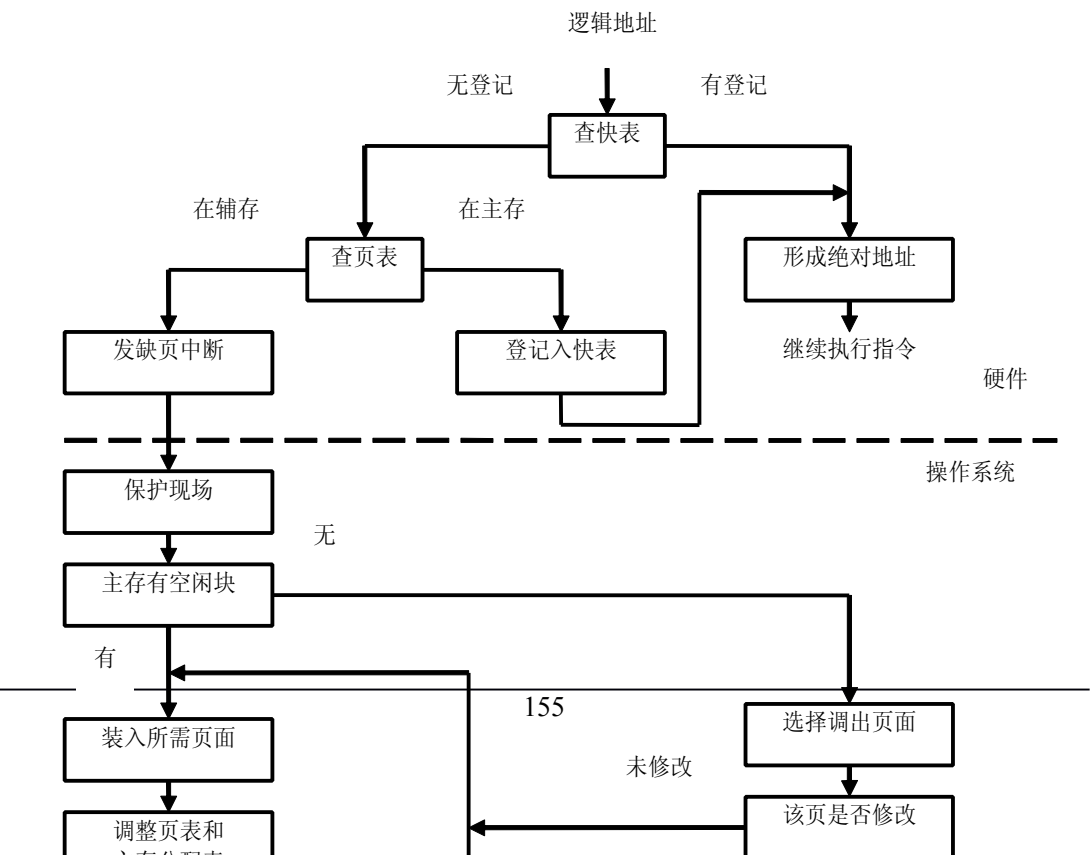 逻辑地址
无登记
有登记
查快表
在辅存
在主存
查页表
形成绝对地址
发缺页中断
登记入快表
继续执行指令
硬件
操作系统
保护现场
无
主存有空闲块
有
155
装入所需页面
选择调出页面
未修改
该页是否修改
调整页表和